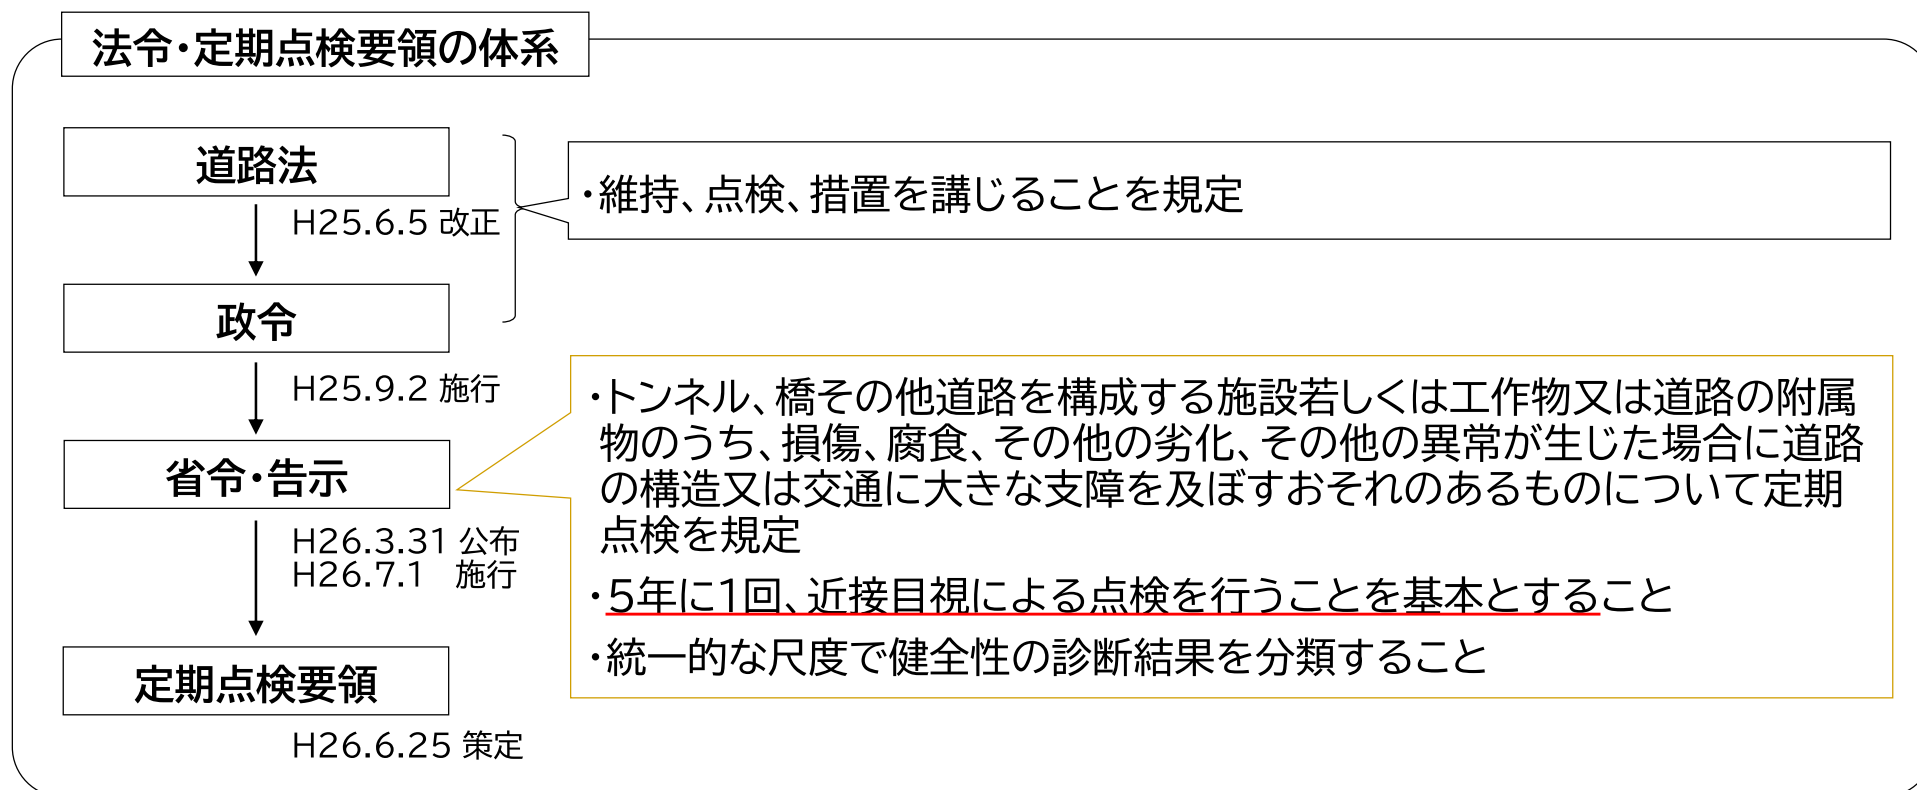 法令・定期点検要領の体系
道路法
H25.6.5 改正
・維持、点検、措置を講じることを規定
政令
H25.9.2 施行
省令・告示
H26.3.31 公布
H26.7.1 施行
・トンネル、橋その他道路を構成する施設若しくは工作物又は道路の附属
物のうち、損傷、腐食、その他の劣化、その他の異常が生じた場合に道路
の構造又は交通に大きな支障を及ぼすおそれのあるものについて定期
点検を規定
・5年に1回、近接目視による点検を行うことを基本とすること
・統一的な尺度で健全性の診断結果を分類すること
定期点検要領
H26.6.25 策定